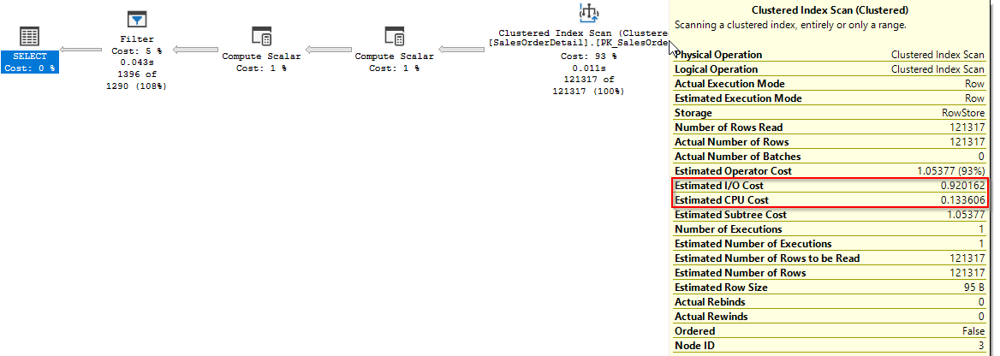 SELECT
Cost: 0 %
Filter
Cost: 5 %
0.043s
1396 of
1290 (108%)
Compute Scalar
Cost: 1 %
Compute Scalar
Cost: 1 %
Clustered Index Scan (Clustere
[SalesOrderDetail].[PK_SalesOrde
Cost: 93 %
0.011s
121317 of
121317 (100%)
Clustered Index Scan (Clustered)
Scanning a clustered index, entirely or only a range.
Physical Operation Clustered Index Scan
Logical Operation Clustered Index Scan
Actual Execution Mode Row
Estimated Execution Mode Row
Storage RowStore
Number of Rows Read 121317
Actual Number of Rows 121317
Actual Number of Batches 0
Estimated Operator Cost 1.05377 (93%)
Estimated I/O Cost 0.920162
Estimated CPU Cost 0.133606
Estimated Subtree Cost 1.05377
Number of Executions 1
Estimated Number of Executions 1
Estimated Number of Rows to be Read 121317
Estimated Number of Rows 121317
Estimated Row Size 95 B
Actual Rebinds 0
Actual Rewinds 0
Ordered False
Node ID 3